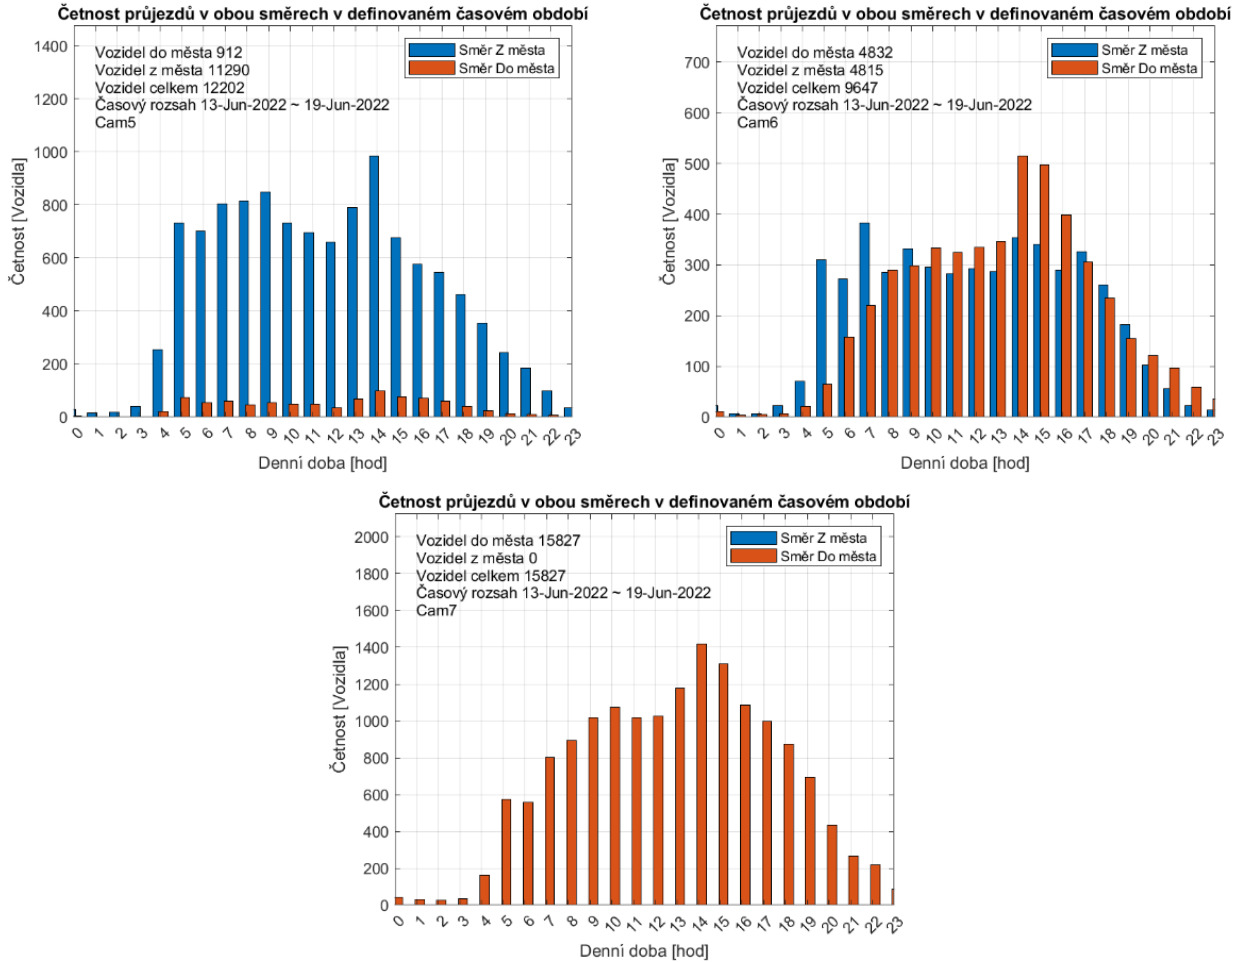 Četnost průjezdů v obou směrech v definovaném časovém období
1400
1200
1000
800
600
400
200
0
Četnost [Vozidla]
Vozidel do města 912
Vozidel z města 11290
Vozidel celkem 12202
Časový rozsah 13-Jun-2022 ~ 19-Jun-2022
Cam5
Směr Z města
Směr Do města
0 1 2 3 4 5 6 7 8 9 10 11 12 13 14 15 16 17 18 19 20 21 22 23
Denní doba [hod]
Četnost průjezdů v obou směrech v definovaném časovém období
700
600
500
400
300
200
100
0
Četnost [Vozidla]
Vozidel do města 4832
Vozidel z města 4815
Vozidel celkem 9647
Časový rozsah 13-Jun-2022 ~ 19-Jun-2022
Cam6
Směr Z města
Směr Do města
0 1 2 3 4 5 6 7 8 9 10 11 12 13 14 15 16 17 18 19 20 21 22 23
Denní doba [hod]
Četnost průjezdů v obou směrech v definovaném časovém období
2000
1800
1600
1400
1200
1000
800
600
400
200
0
Četnost [Vozidla]
Vozidel do města 15827
Vozidel z města 0
Vozidel celkem 15827
Časový rozsah 13-Jun-2022 ~ 19-Jun-2022
Cam7
Směr Z města
Směr Do města
0 1 2 3 4 5 6 7 8 9 10 11 12 13 14 15 16 17 18 19 20 21 22 23
Denní doba [hod]